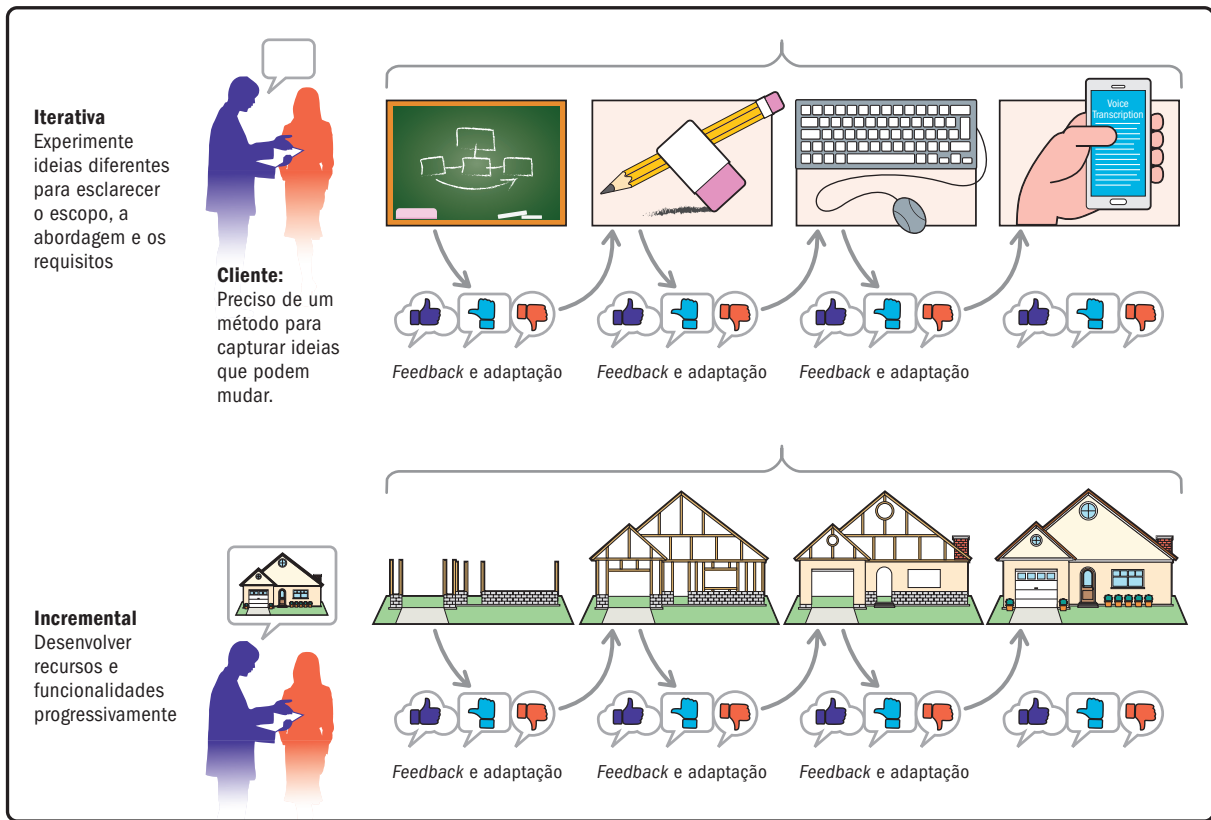 Iterativa
Experimente
ideias diferentes
para esclarecer
o escopo, a
abordagem e os
requisitos
Cliente:
Preciso de um
método para
capturar ideias
que podem
mudar.
Voice
Transcription
Feedback e adaptação
Feedback e adaptação
Feedback e adaptação
Incremental
Desenvolver
recursos e
funcionalidades
progressivamente
Feedback e adaptação
Feedback e adaptação
Feedback e adaptação